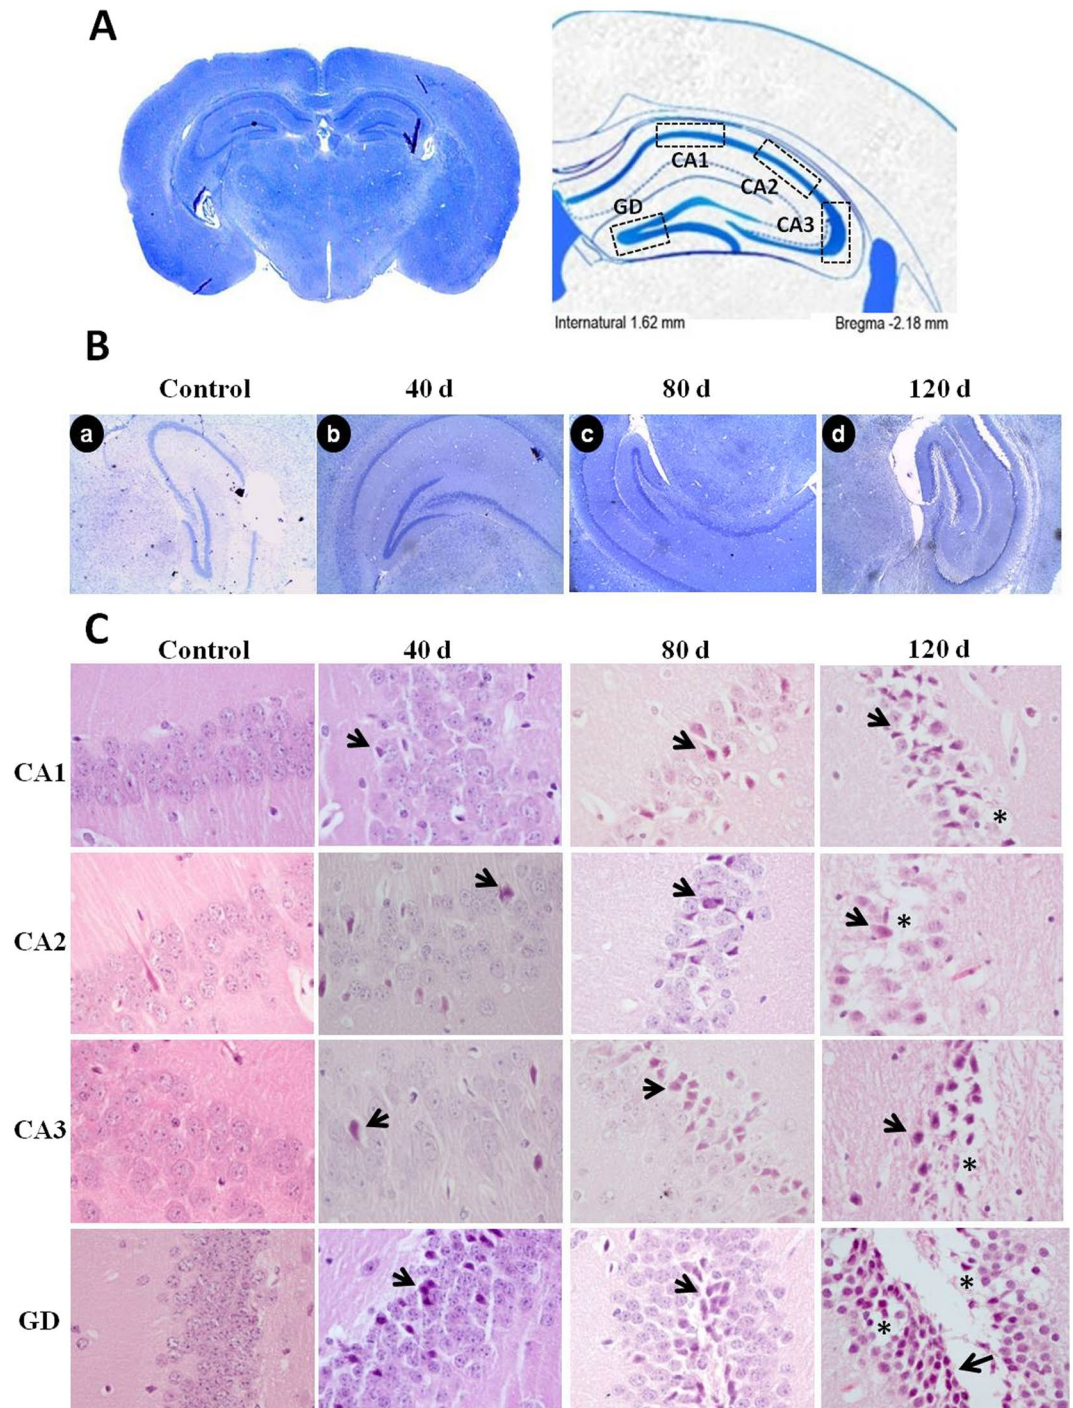 A
CA1
CA2
GD
CA3
Internatural 1.62 mm
Bregma -2.18 mm
B
Control 40 d 80 d 120 d
a b c d
C
Control 40 d 80 d 120 d
CA1
*
CA2
*
CA3
*
GD
*
*